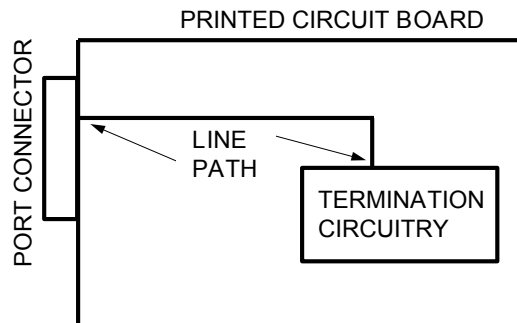 PRINTED CIRCUIT BOARD
PORT CONNECTOR
LINE
PATH
TERMINATION
CIRCUITRY